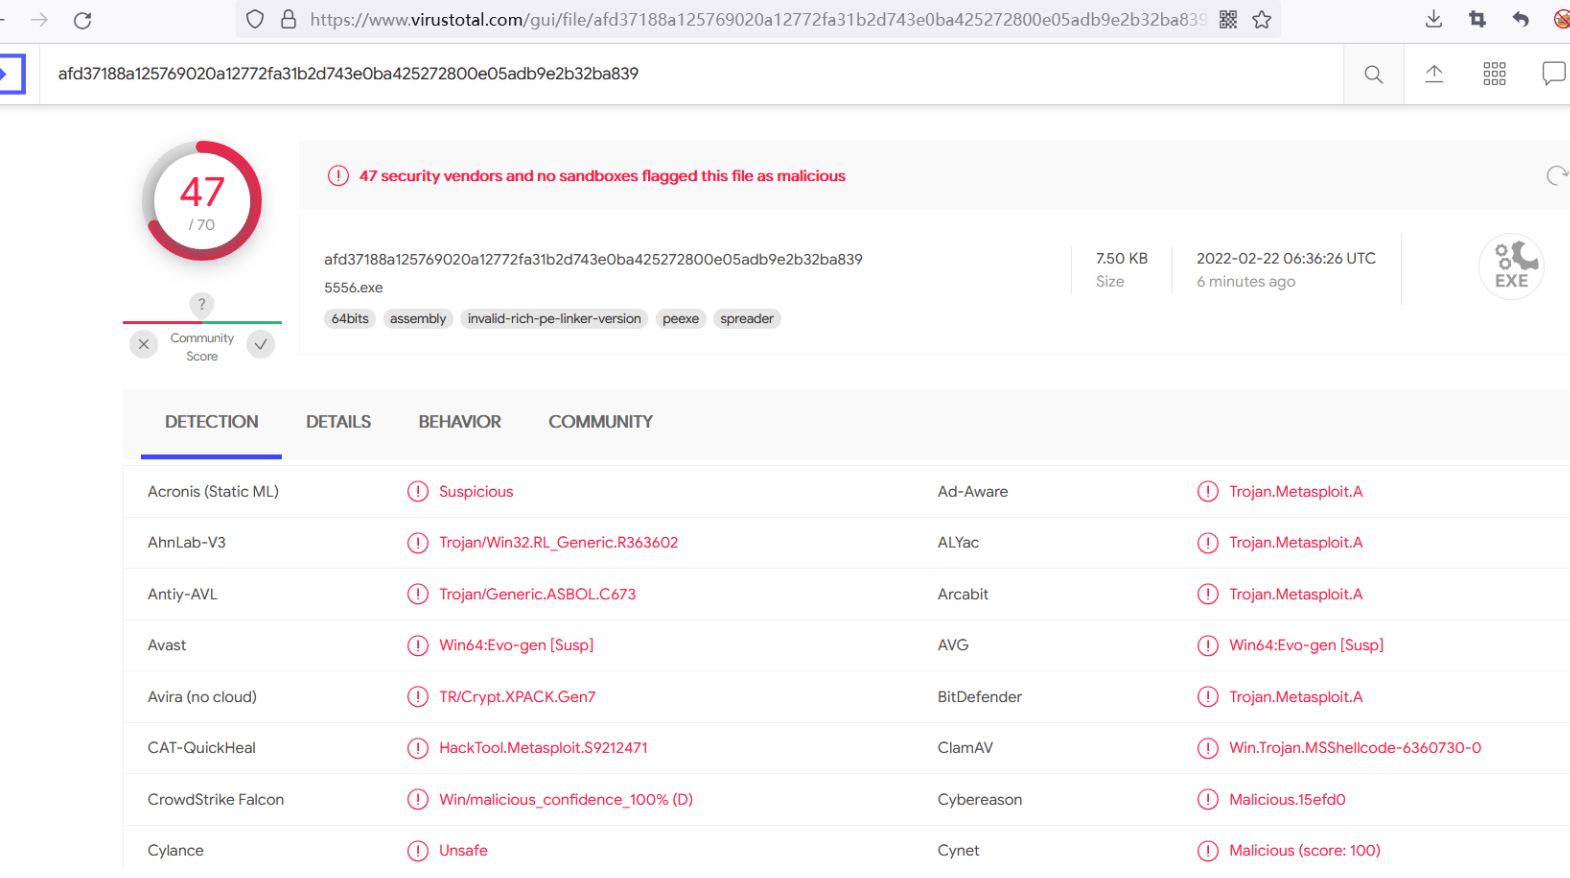 https://www.virustotal.com/gui/file/afd37188a125769020a12772fa31b2d743e0ba425272800e05adb9e2b32ba839
afd37188a125769020a12772fa31b2d743e0ba425272800e05adb9e2b32ba839
47
/ 70
47 security vendors and no sandboxes flagged this file as malicious
afd37188a125769020a12772fa31b2d743e0ba425272800e05adb9e2b32ba839
5556.exe
64bits assembly invalid-rich-pe-linker-version peexe spreader
7.50 KB
Size
2022-02-22 06:36:26 UTC
6 minutes ago
EXE
?
Community
Score
DETECTION DETAILS BEHAVIOR COMMUNITY
Acronis (Static ML) Suspicious Ad-Aware Trojan.Metasploit.A
AhnLab-V3 Trojan/Win32.RL_Generic.R363602 ALYac Trojan.Metasploit.A
Antiy-AVL Trojan/Generic.ASBOL.C673 Arcabit Trojan.Metasploit.A
Avast Win64:Evo-gen [Susp] AVG Win64:Evo-gen [Susp]
Avira (no cloud) TR/Crypt.XPACK.Gen7 BitDefender Trojan.Metasploit.A
CAT-QuickHeal HackTool.Metasploit.S9212471 ClamAV Win.Trojan.MSShellcode-6360730-0
CrowdStrike Falcon Win/malicious_confidence_100% (D) Cybereason Malicious.15efd0
Cylance Unsafe Cynet Malicious (score: 100)